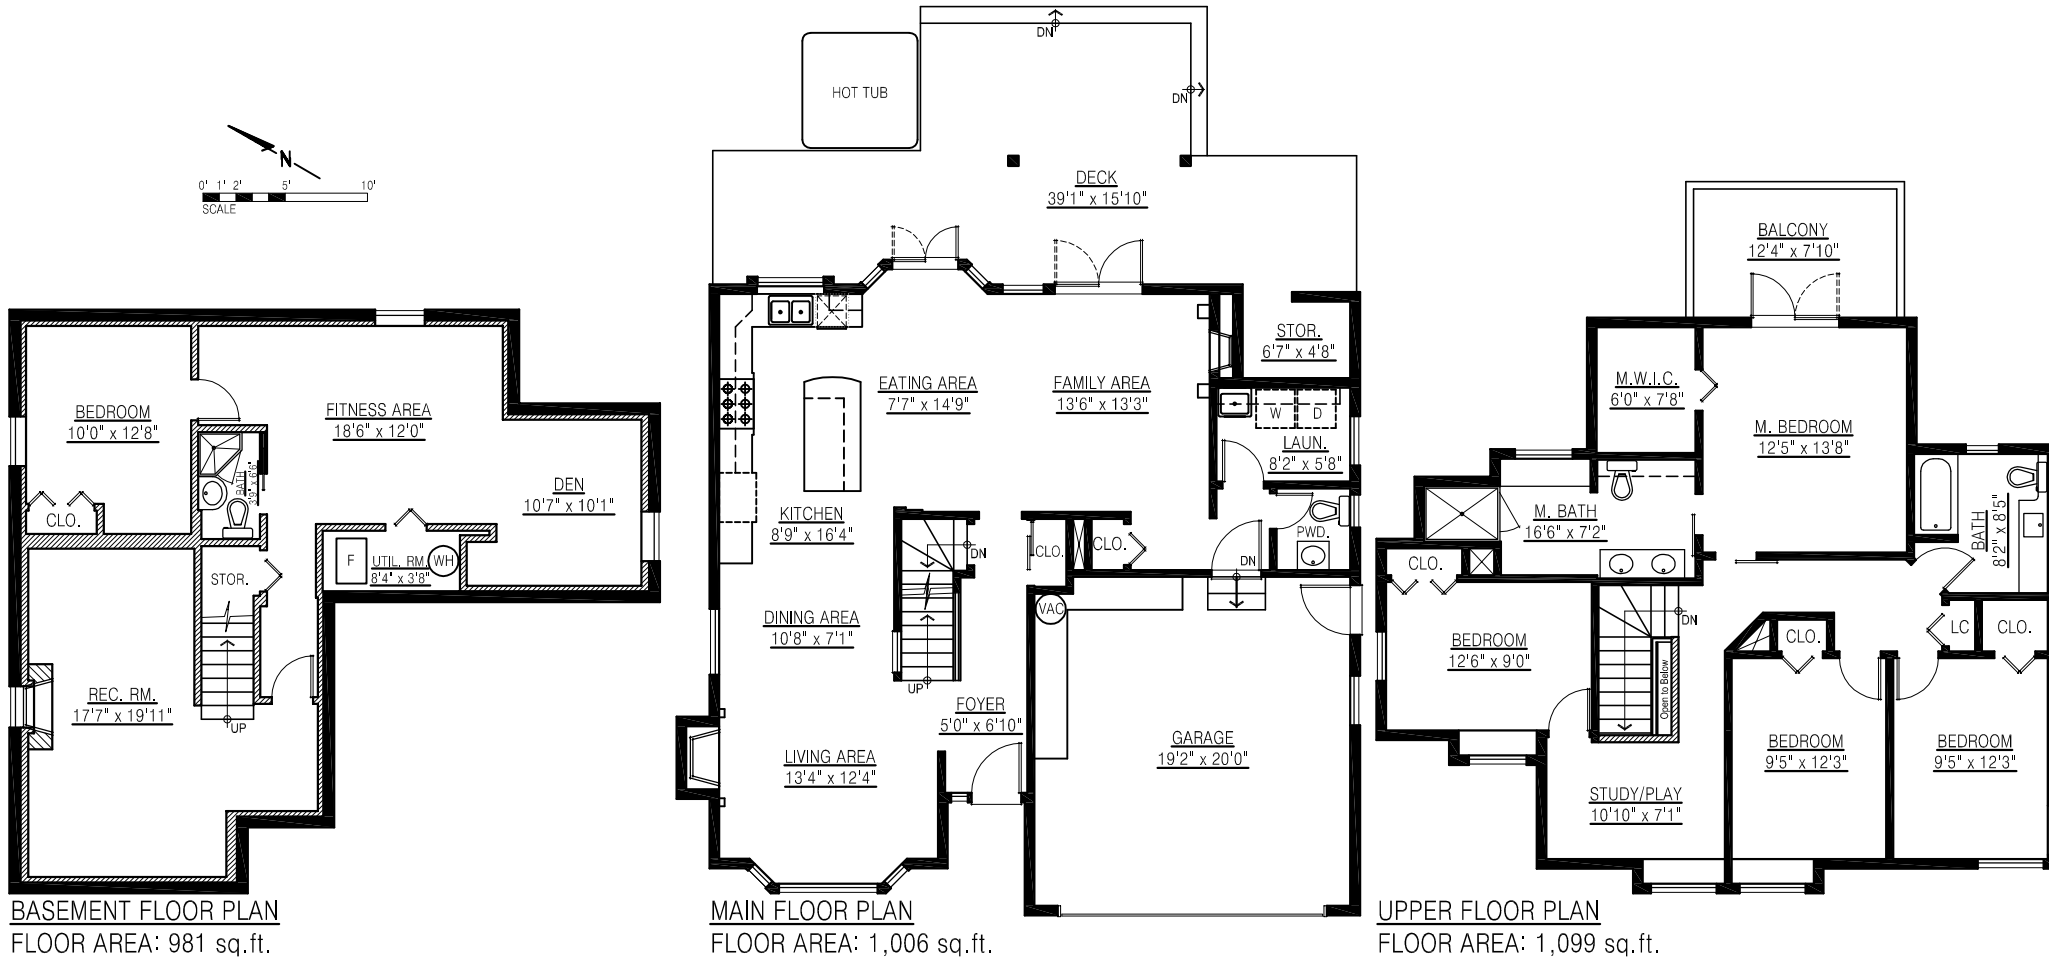 N
0' 1' 2' 5' 10'
SCALE
BEDROOM
10'0" x 12'8"
FITNESS AREA
18'6" x 12'0"
BATH
3'9" x 6'6"
DEN
10'7" x 10'1"
CLO.
F
UTIL. RM.
8'4" x 3'8"
WH
STOR.
REC. RM.
17'7" x 19'11"
UP
BASEMENT FLOOR PLAN
FLOOR AREA: 981 sq.ft.
DN
HOT TUB
DN
DECK
39'1" x 15'10"
STOR.
6'7" x 4'8"
EATING AREA
7'7" x 14'9"
FAMILY AREA
13'6" x 13'3"
W
D
LAUN.
8'2" x 5'8"
KITCHEN
8'9" x 16'4"
DN
CLO.
CLO.
PWD.
DN
VAC
DINING AREA
10'8" x 7'1"
UP
FOYER
5'0" x 6'10"
LIVING AREA
13'4" x 12'4"
GARAGE
19'2" x 20'0"
MAIN FLOOR PLAN
FLOOR AREA: 1,006 sq.ft.
BALCONY
12'4" x 7'10"
M.W.I.C.
6'0" x 7'8"
M. BEDROOM
12'5" x 13'8"
M. BATH
16'6" x 7'2"
BATH
8'2" x 8'5"
CLO.
DN
BEDROOM
12'6" x 9'0"
CLO.
LC
CLO.
Open to Below
BEDROOM
9'5" x 12'3"
BEDROOM
9'5" x 12'3"
STUDY/PLAY
10'10" x 7'1"
UPPER FLOOR PLAN
FLOOR AREA: 1,099 sq.ft.